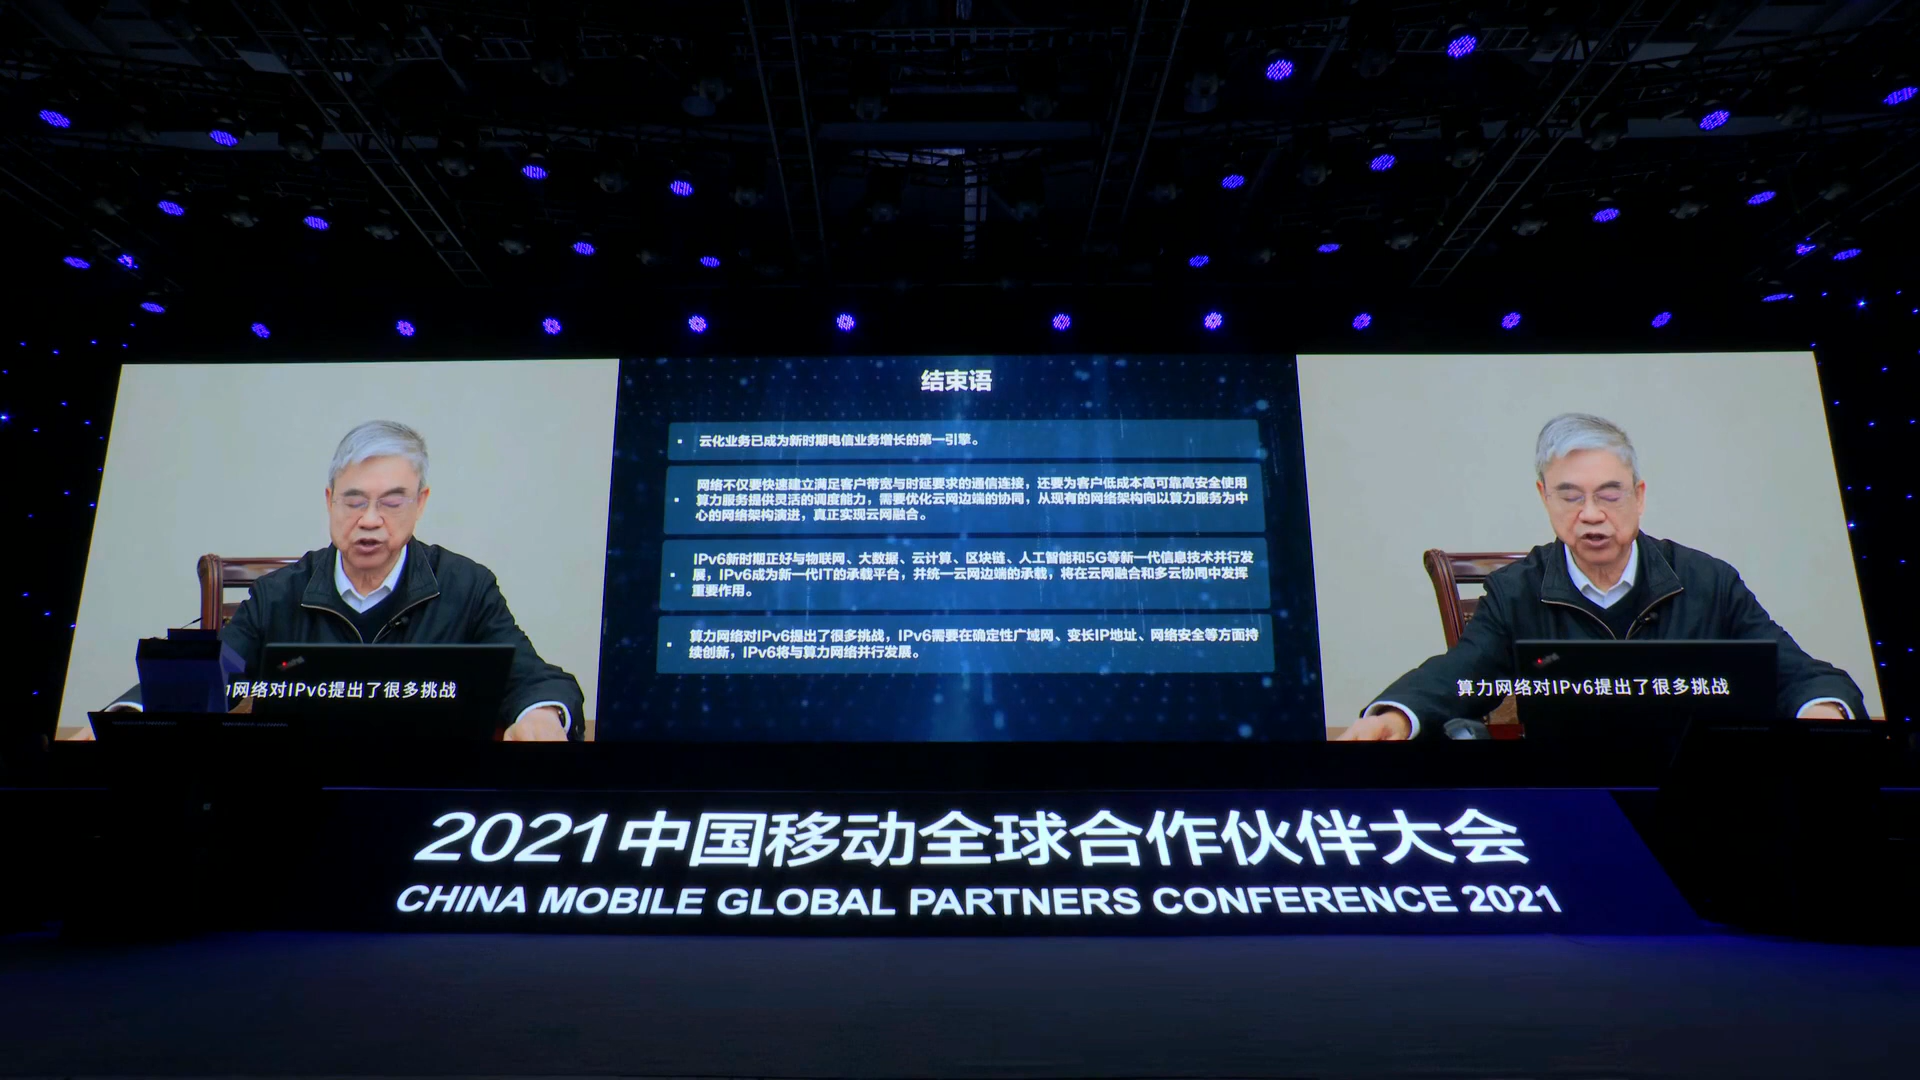 结束语
云化业务已成为新时期电信业务增长的第一引擎。
网络不仅要快速建立满足客户带宽与时延要求的通信连接，还要为客户低成本高可靠高安全使用
算力服务提供灵活的调度能力，需要优化云网边端的协同，从现有的网络架构向以算力服务为中
心的网络架构演进，真正实现云网融合。
IPv6新时期正好与物联网、大数据、云计算、区块链、人工智能和5G等新一代信息技术并行发
展，IPv6成为新一代IT的承载平台，并统一云网边端的承载，将在云网融合和多云协同中发挥
重要作用。
算力网络对IPv6提出了很多挑战，IPv6需要在确定性广域网、变长IP地址、网络安全等方面持
续创新，IPv6将与算力网络并行发展。
网络对IPv6提出了很多挑战
算力网络对IPv6提出了很多挑战
2021中国移动全球合作伙伴大会
CHINA MOBILE GLOBAL PARTNERS CONFERENCE 2021